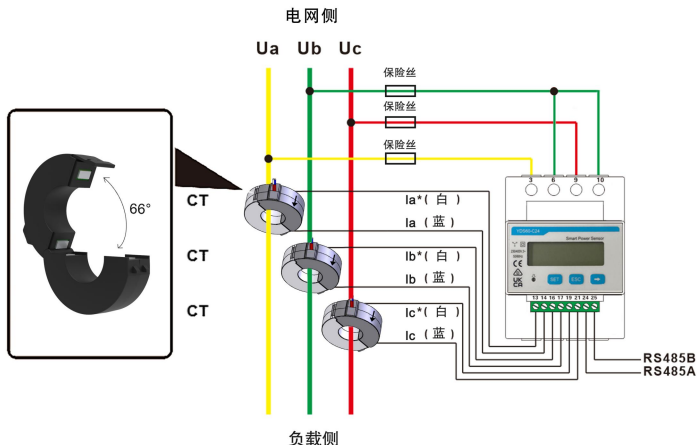 电网侧
Ua Ub Uc
保险丝
保险丝
保险丝
3 6 9 10
66°
CT
Ia*( 白 )
Ia ( 蓝 )
CT
Ib*( 白 )
Ib ( 蓝 )
CT
Ic*( 白 )
Ic ( 蓝 )
Smart Power Sensor
SET ESC
13 14 16 17 19 21 24 25
RS485B
RS485A
负载侧